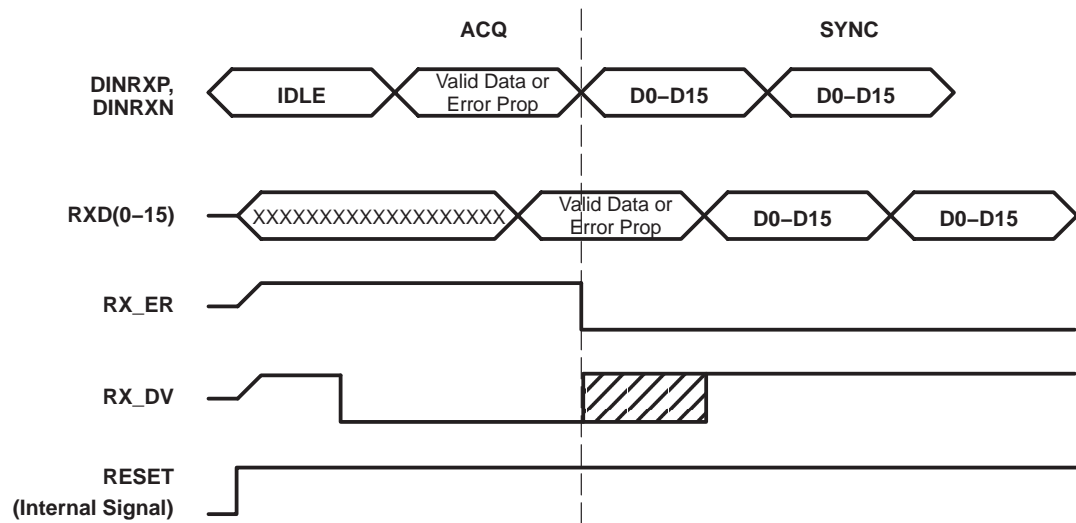 ACQ SYNC
DINRXP,
DINRXN
IDLE
Valid Data or
Error Prop
D0–D15
D0–D15
RXD(0–15)
XXXXXXXXXXXXXXXXXXX
Valid Data or
Error Prop
D0–D15
D0–D15
RX_ER
RX_DV
RESET
(Internal Signal)